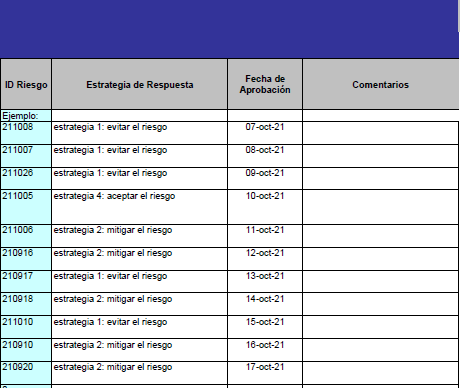 ID Riesgo Estrategia de Respuesta Fecha de Aprobación Comentarios
Ejemplo:
211008 estrategia 1: evitar el riesgo 07-oct-21
211007 estrategia 1: evitar el riesgo 08-oct-21
211026 estrategia 1: evitar el riesgo 09-oct-21
211005 estrategia 4: aceptar el riesgo 10-oct-21
211006 estrategia 2: mitigar el riesgo 11-oct-21
210916 estrategia 2: mitigar el riesgo 12-oct-21
210917 estrategia 1: evitar el riesgo 13-oct-21
210918 estrategia 2: mitigar el riesgo 14-oct-21
211010 estrategia 1: evitar el riesgo 15-oct-21
210910 estrategia 2: mitigar el riesgo 16-oct-21
210920 estrategia 2: mitigar el riesgo 17-oct-21